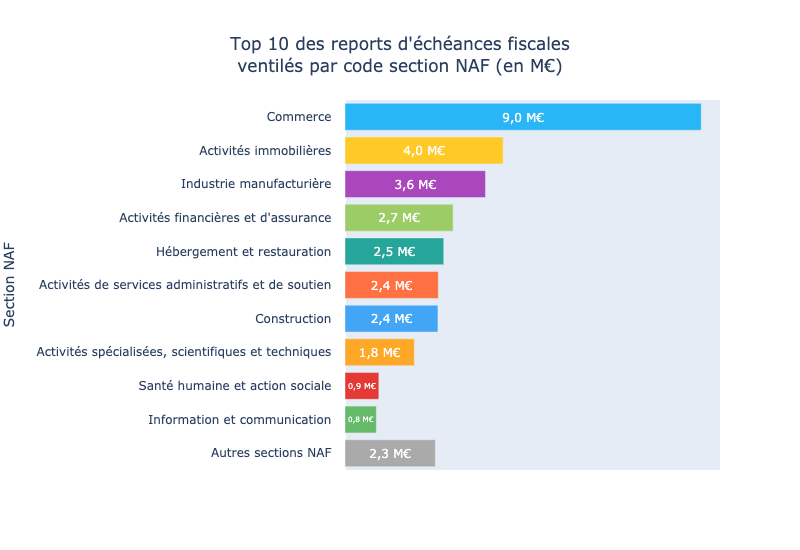 Top 10 des reports d'échéances fiscales
ventilés par code section NAF (en M€)
Section NAF
Commerce 9,0 M€
Activités immobilières 4,0 M€
Industrie manufacturière 3,6 M€
Activités financières et d'assurance 2,7 M€
Hébergement et restauration 2,5 M€
Activités de services administratifs et de soutien 2,4 M€
Construction 2,4 M€
Activités spécialisées, scientifiques et techniques 1,8 M€
Santé humaine et action sociale 0,9 M€
Information et communication 0,8 M€
Autres sections NAF 2,3 M€